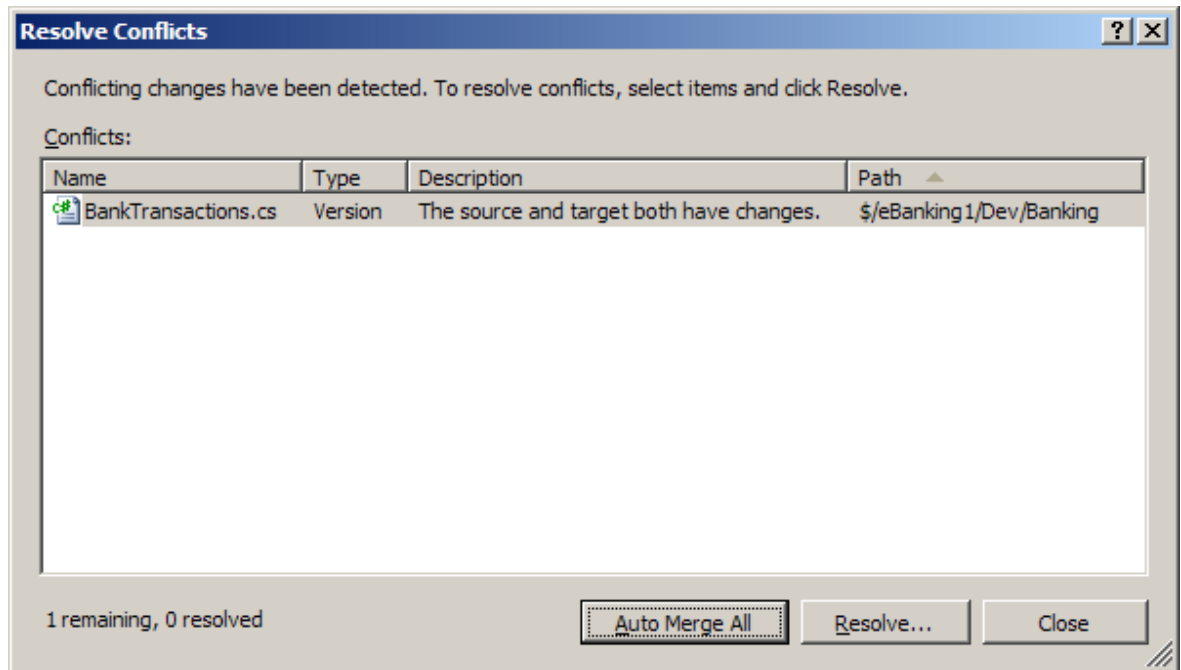 Resolve Conflicts
Conflicting changes have been detected. To resolve conflicts, select items and click Resolve.
Conflicts:
Name Type Description Path
BankTransactions.cs Version The source and target both have changes. $/eBanking1/Dev/Banking
1 remaining, 0 resolved Auto Merge All Resolve... Close